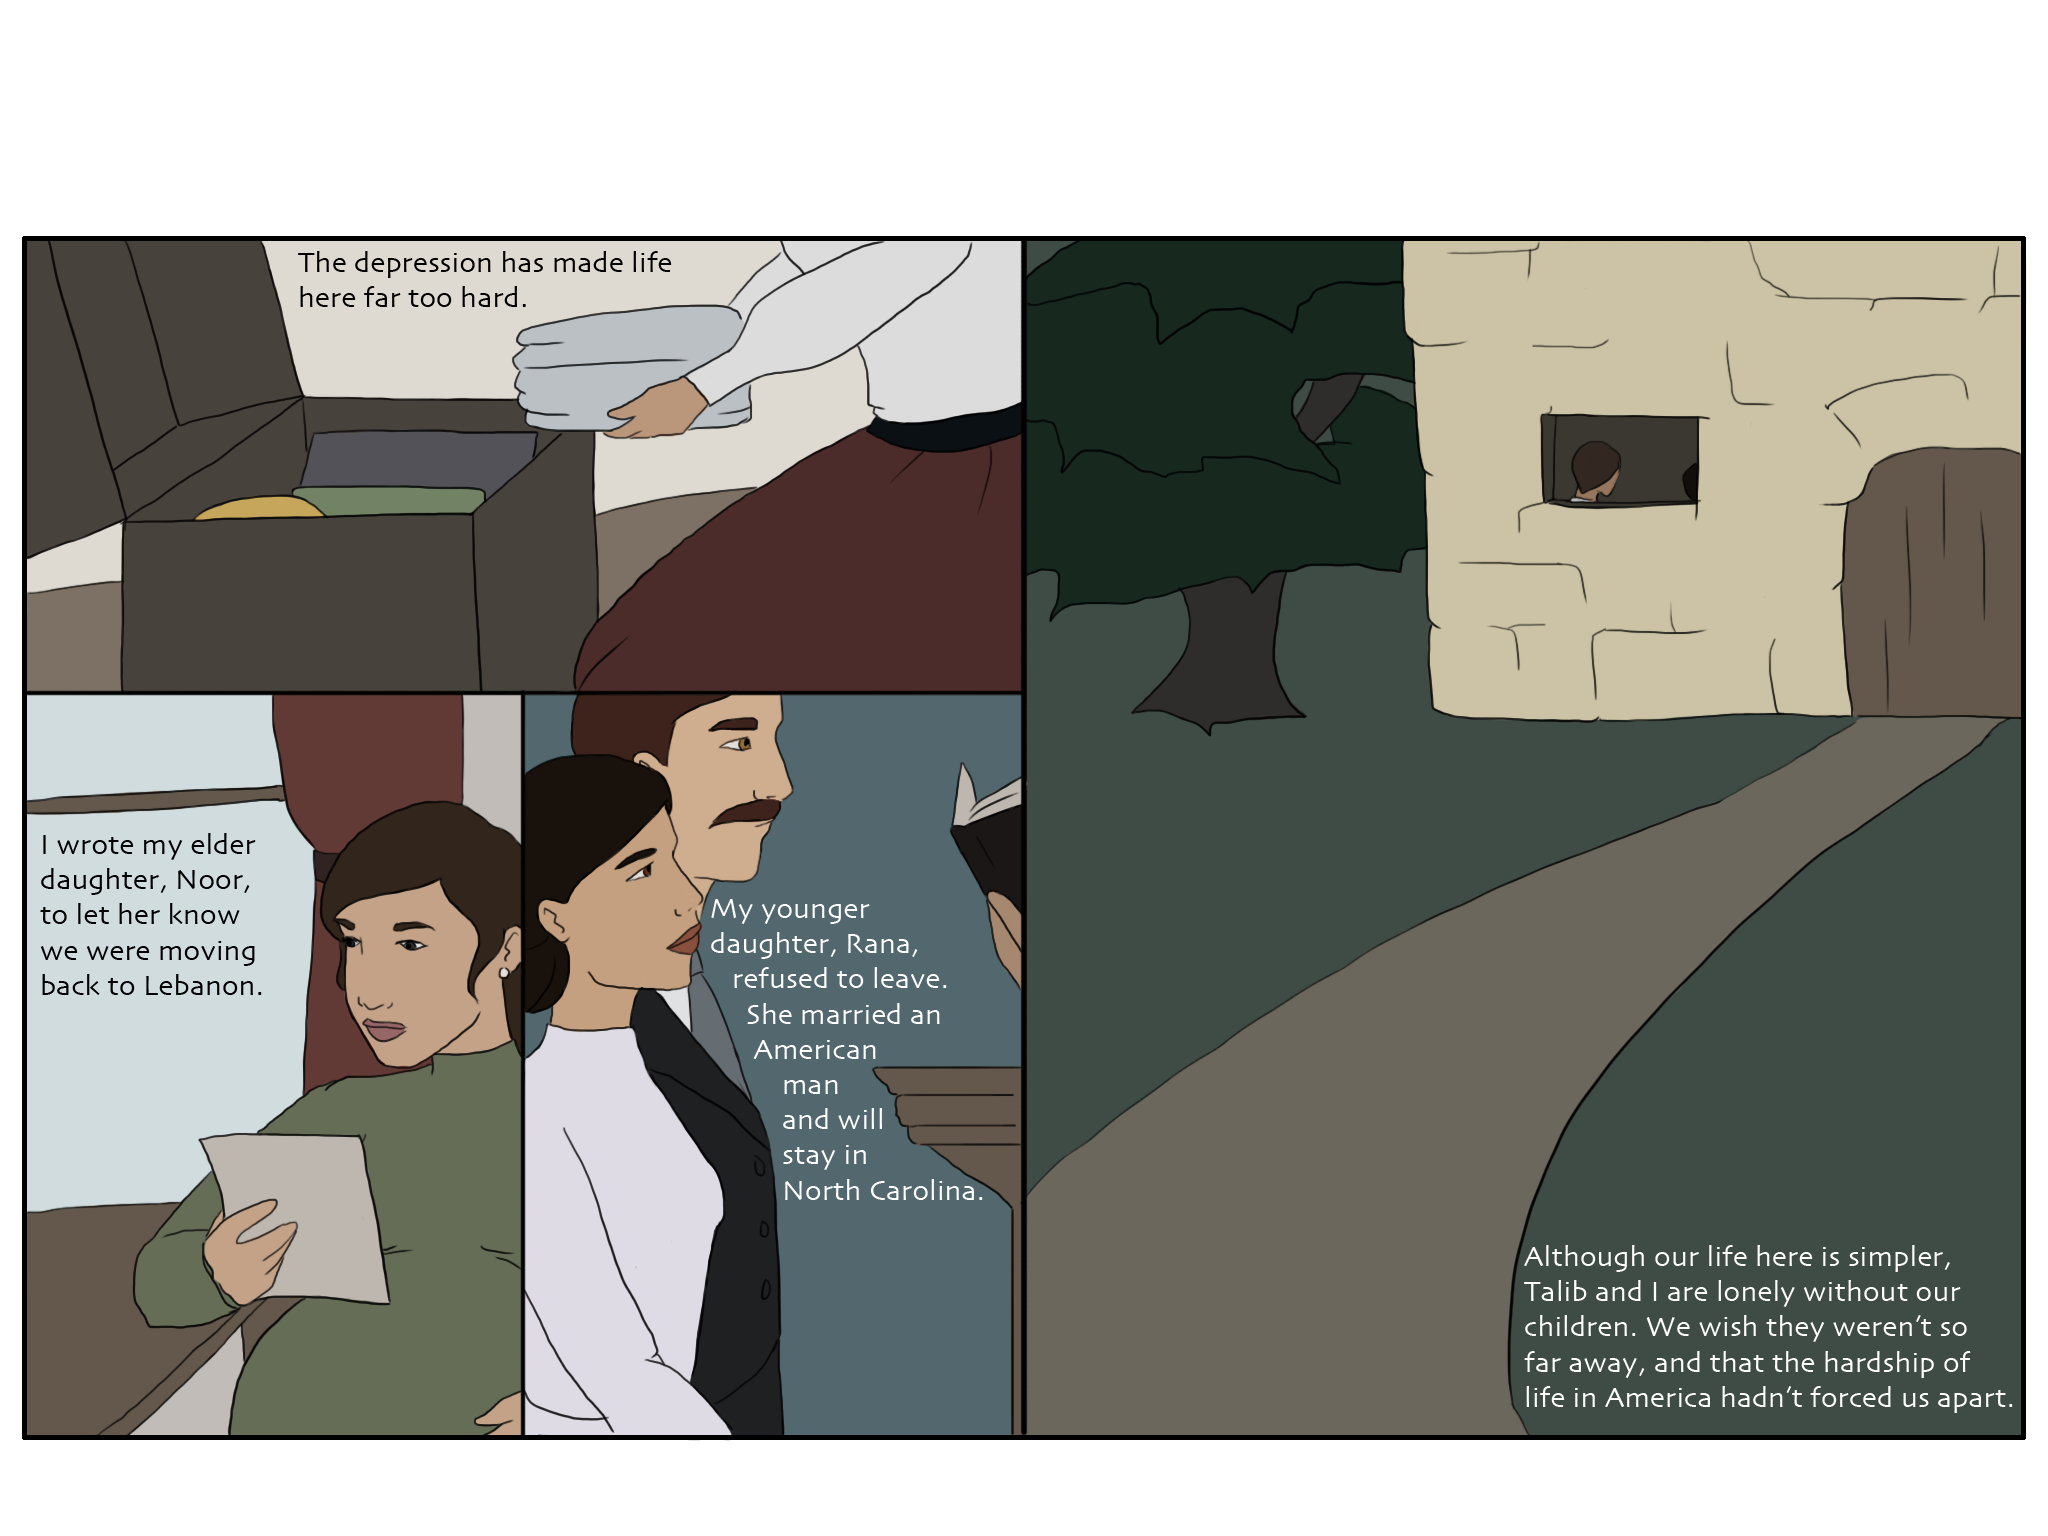 The depression has made life
here far too hard.
I wrote my elder
daughter, Noor,
to let her know
we were moving
back to Lebanon.
My younger
daughter, Rana,
refused to leave.
She married an
American
man
and will
stay in
North Carolina.
Although our life here is simpler,
Talib and I are lonely without our
children. We wish they weren't so
far away, and that the hardship of
life in America hadn't forced us apart.